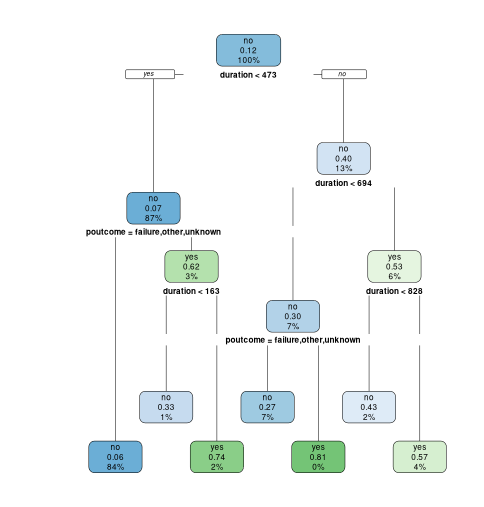 no
0.12
100%
yes
duration < 473
no
no
0.40
13%
duration < 694
no
0.07
87%
poutcome = failure,other,unknown
yes
0.62
3%
duration < 163
yes
0.53
6%
duration < 828
no
0.30
7%
poutcome = failure,other,unknown
no
0.33
1%
no
0.27
7%
no
0.43
2%
no
0.06
84%
yes
0.74
2%
yes
0.81
0%
yes
0.57
4%